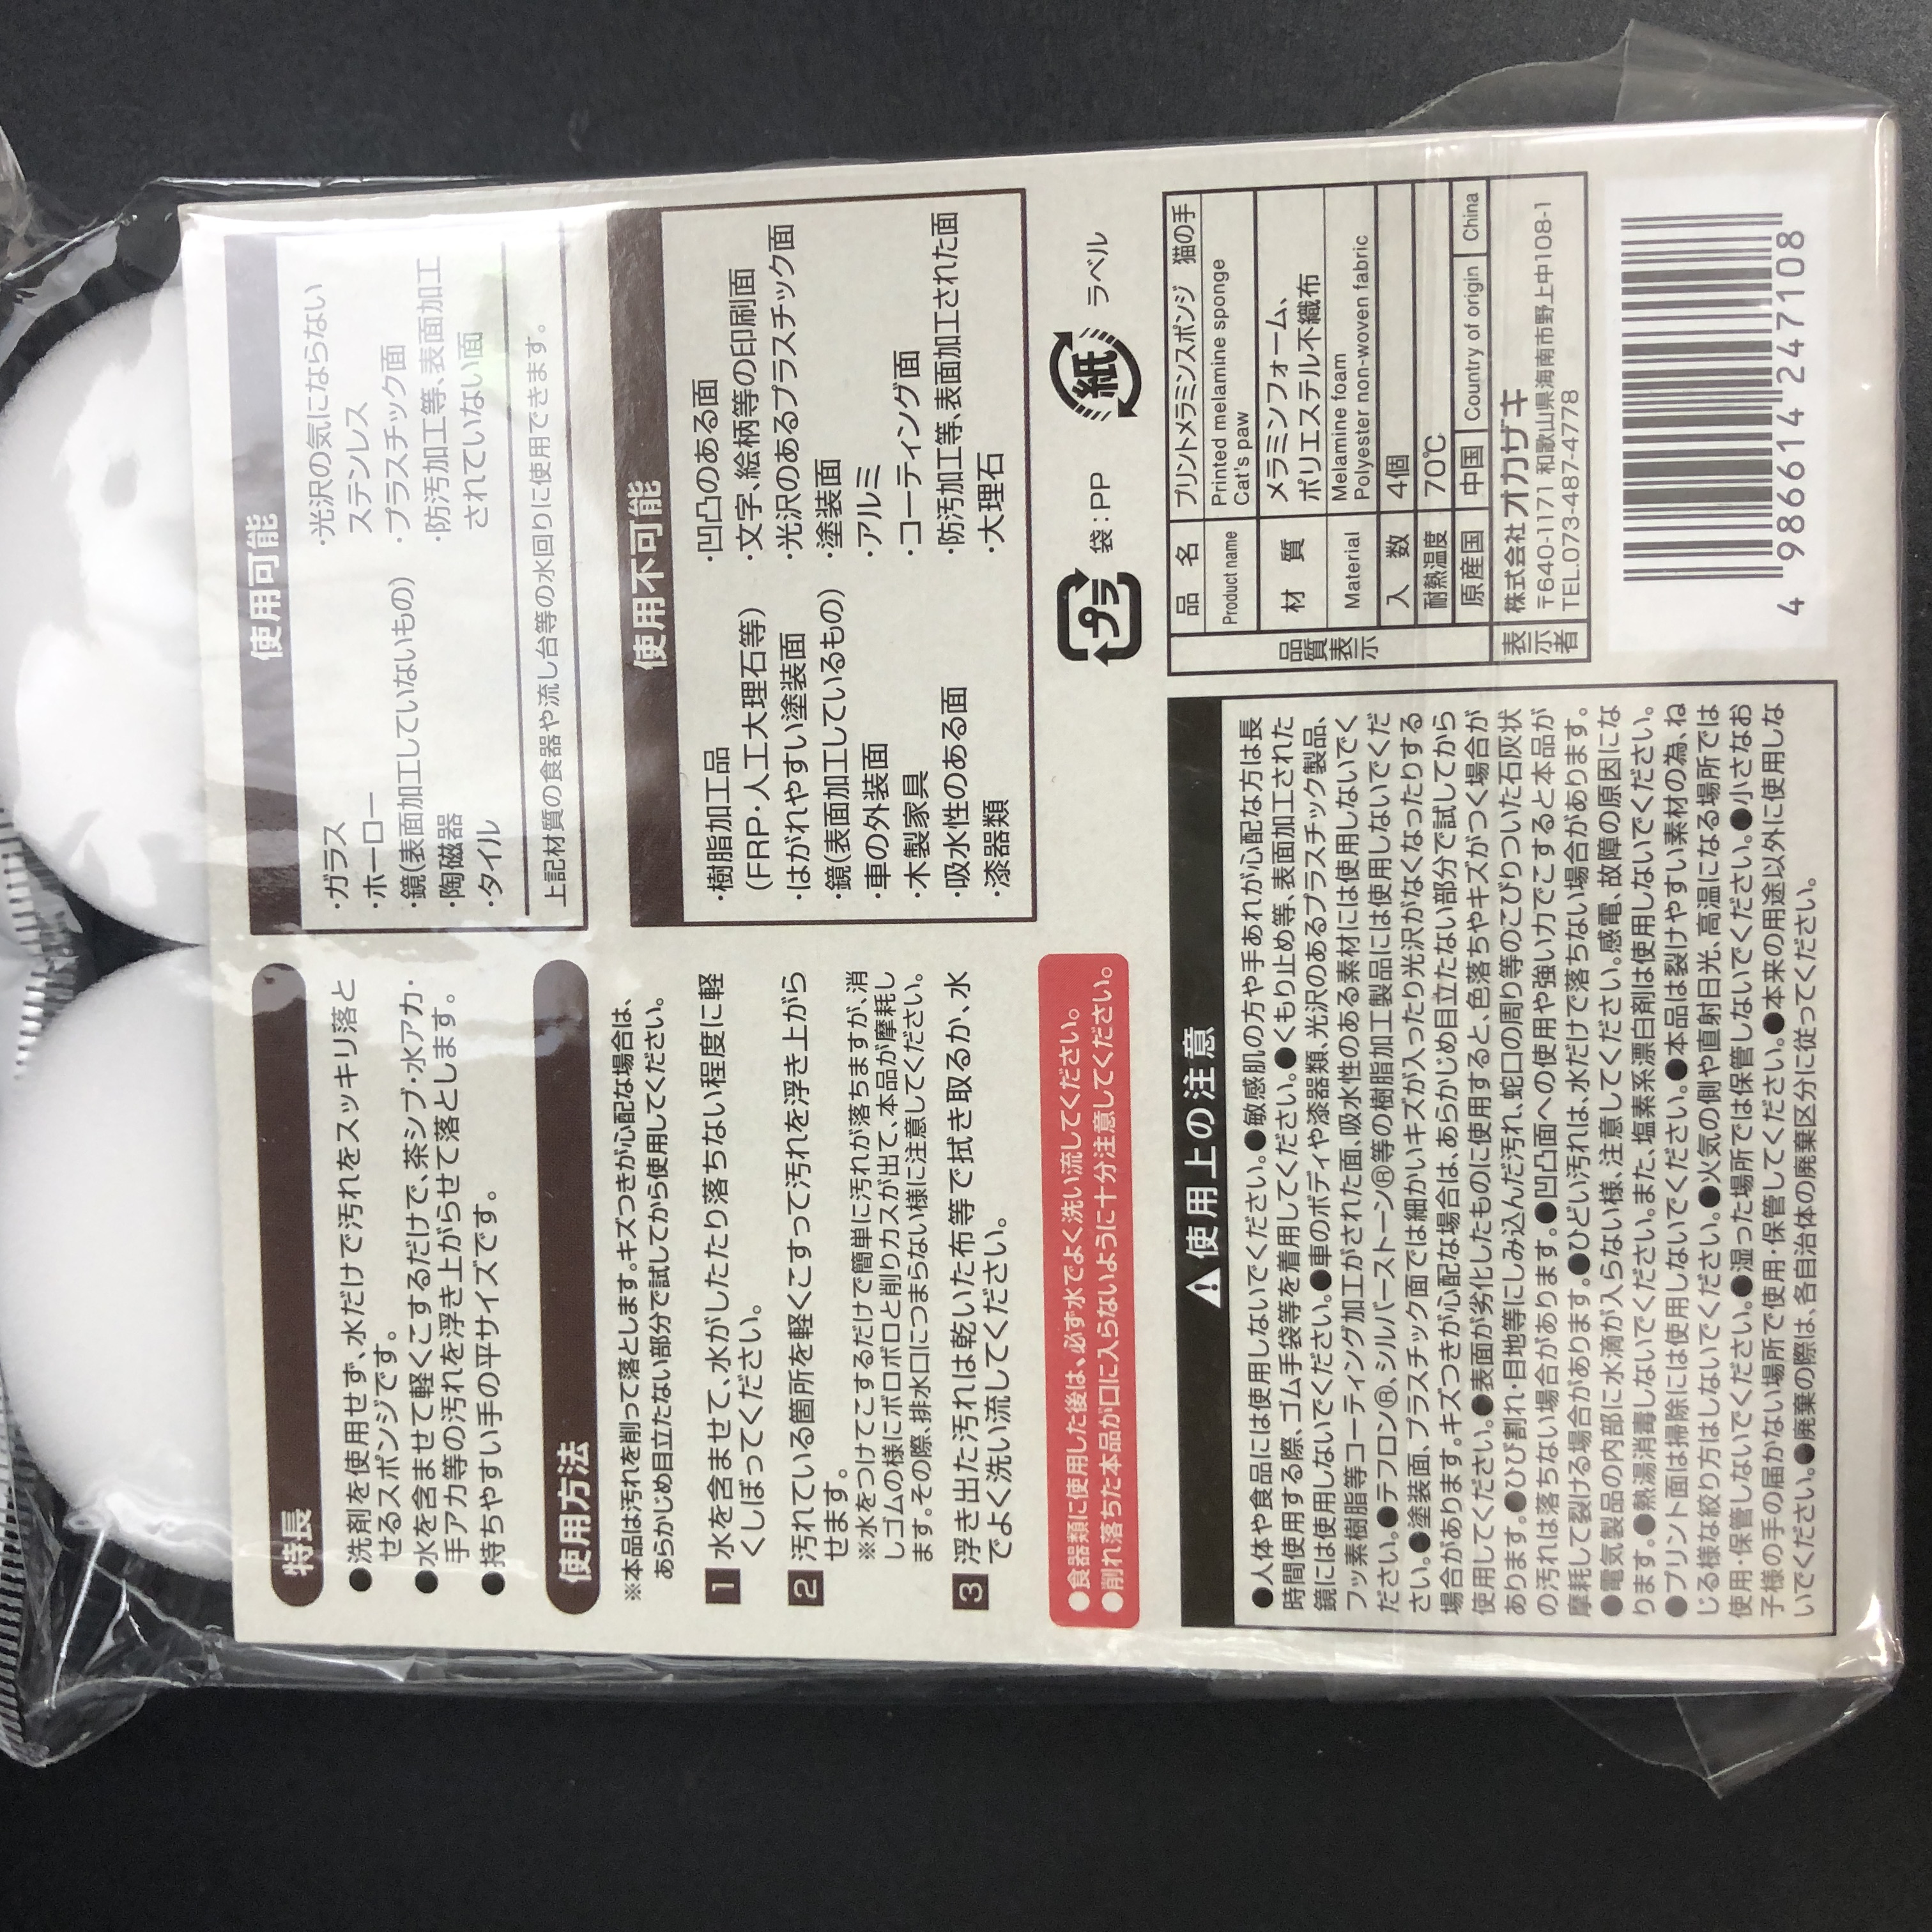 特長
●洗剤を使用せず、水だけで汚れをスッキリ落と
せるスポンジです。
●水を含ませて軽くこするだけで、茶シブ・水アカ・
手アカ等の汚れを浮き上がらせて落とします。
●持ちやすい手の平サイズです。
使用方法
※本品は汚れを削って落とします。キズつきが心配な場合は、
あらかじめ目立たない部分で試してから使用してください。
1 水を含ませて、水がしたたり落ちない程度に軽
くしぼってください。
2 汚れている箇所を軽くこすって汚れを浮き上がら
せます。
※水をつけてこするだけで簡単に汚れが落ちますが、消
しゴムの様にボロボロと削りカスが出て、本品が摩耗し
ます。その際、排水口につまらない様に注意してください。
3 浮き出た汚れは乾いた布等で拭き取るか、水
でよく洗い流してください。
●食器類に使用した後は、必ず水でよく洗い流してください。
●削れ落ちた本品が口に入らないように十分注意してください。
使用可能
・ガラス
・ホーロー
・鏡(表面加工していないもの)
・陶磁器
・タイル
・光沢の気にならない
ステンレス
・プラスチック面
・防汚加工等、表面加工
されていない面
上記材質の食器や流し台等の水回りに使用できます。
使用不可能
・樹脂加工品
(FRP・人工大理石等)
・はがれやすい塗装面
・鏡(表面加工しているもの)
・車の外装面
・木製家具
・吸水性のある面
・漆器類
・凹凸のある面
・文字、絵柄等の印刷面
・光沢のあるプラスチック面
・塗装面
・アルミ
・コーティング面
・防汚加工等、表面加工された面
・大理石
プラ 袋:PP 紙 ラベル
⚠使用上の注意
●人体や食品には使用しないでください。●敏感肌の方や手あれが心配な方は長
時間使用する際、ゴム手袋等を着用してください。●くもり止め等、表面加工された
鏡には使用しないでください。●車のボディや漆器類、光沢のあるプラスチック製品、
フッ素樹脂等コーティング加工がされた面、吸水性のある素材には使用しないでく
ださい。●テフロン®、シルバーストーン®等の樹脂加工製品には使用しないでくだ
さい。●塗装面、プラスチック面では細かいキズが入ったり光沢がなくなったりする
場合があります。キズつきが心配な場合は、あらかじめ目立たない部分で試してから
使用してください。●表面が劣化したものに使用すると、色落ちやキズがつく場合が
あります。●ひび割れ・目地等にしみ込んだ汚れ、蛇口の周り等のこびりついた石灰状
の汚れは落ちない場合があります。●凹凸面への使用や強い力でこすると本品が
摩耗して裂ける場合があります。●ひどい汚れは、水だけで落ちない場合があります。
●電気製品の内部に水滴が入らない様、注意してください。感電、故障の原因にな
ります。●熱湯消毒しないでください。また、塩素系漂白剤は使用しないでください。
●プリント面は掃除には使用しないでください。●本品は裂けやすい素材の為、ね
じる様な絞り方はしないでください。●火気の側や直射日光、高温になる場所では
使用・保管しないでください。●湿った場所では保管しないでください。●小さなお
子様の手の届かない場所で使用・保管してください。●本来の用途以外に使用しな
いでください。●廃棄の際は、各自治体の廃棄区分に従ってください。
品質表示
品名 プリントメラミンスポンジ 猫の手
Product name Printed melamine sponge
Cat's paw
材質 メラミンフォーム、
ポリエステル不織布
Material Melamine foam
Polyester non-woven fabric
入数 4個
耐熱温度 70℃
原産国 中国 Country of origin China
表示者 株式会社オカザキ
〒640-1171 和歌山県海南市野上中108-1
TEL.073-487-4778
4 986614 247108